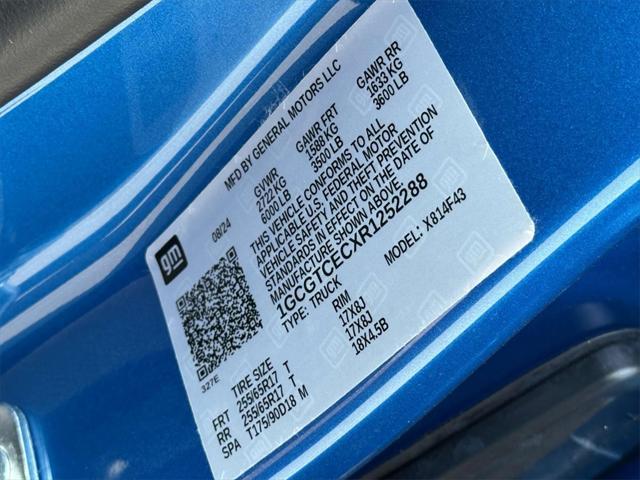 gm
08/24
MFD BY GENERAL MOTORS LLC
GVWR GAWR FRT GAWR RR
2722 KG 1588 KG 1633 KG
6000 LB 3500 LB 3600 LB
THIS VEHICLE CONFORMS TO ALL
APPLICABLE U.S. FEDERAL MOTOR
VEHICLE SAFETY AND THEFT PREVENTION
STANDARDS IN EFFECT ON THE DATE OF
MANUFACTURE SHOWN ABOVE.
1GCGTCECXR1252288
TYPE: TRUCK MODEL: X814F43
327E
TIRE SIZE RIM
FRT 255/65R17 T 17X8J
RR 255/65R17 T 17X8J
SPA T175/90D18 M 18X4.5B